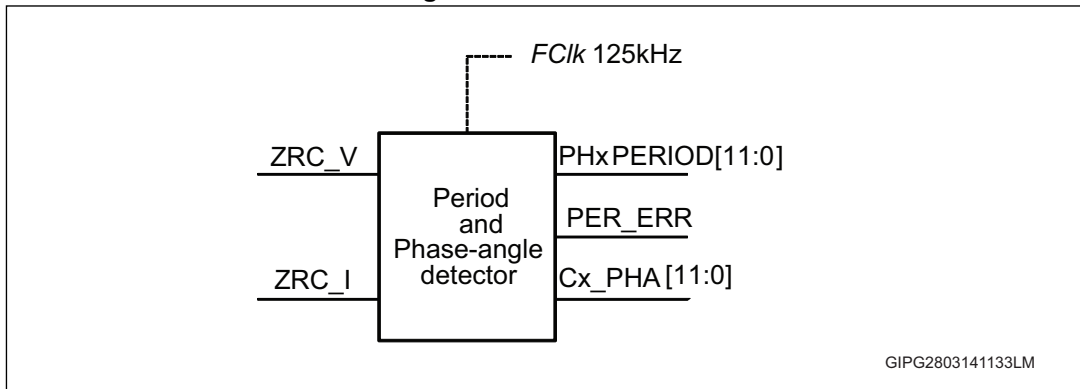 FClk 125kHz
ZRC_V
PHxPERIOD[11:0]
Period
and
Phase-angle
detector
PER_ERR
ZRC_I
Cx_PHA[11:0]
GIPG2803141133LM